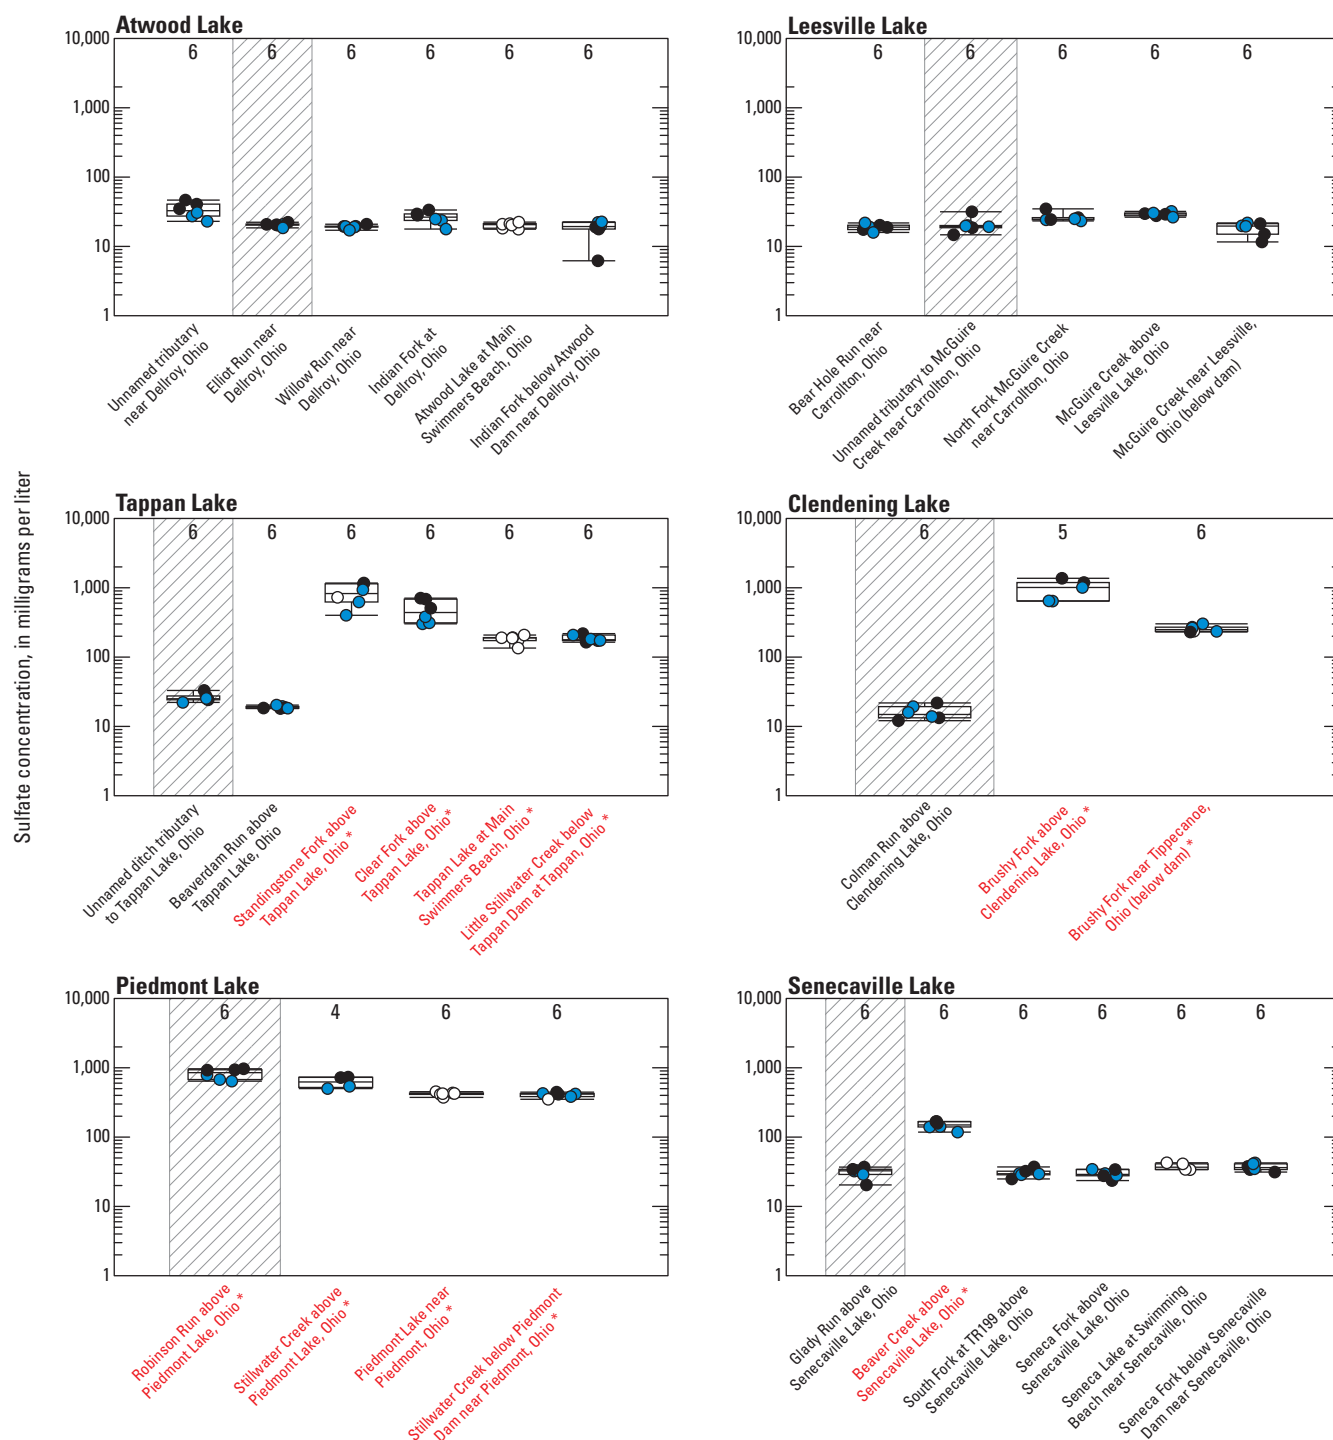 Sulfate concentration, in milligrams per liter
Atwood Lake
10,000
1,000
100
10
1
6 6 6 6 6 6
Unnamed tributary
near Dellroy, Ohio
Elliot Run near
Dellroy, Ohio
Willow Run near
Dellroy, Ohio
Indian Fork at
Dellroy, Ohio
Atwood Lake at Main
Swimmers Beach, Ohio
Indian Fork below Atwood
Dam near Dellroy, Ohio
Leesville Lake
10,000
1,000
100
10
1
6 6 6 6 6
Bear Hole Run near
Carrollton, Ohio
Unnamed tributary to McGuire
Creek near Carrollton, Ohio
North Fork McGuire Creek
near Carrollton, Ohio
McGuire Creek above
Leesville Lake, Ohio
McGuire Creek near Leesville,
Ohio (below dam)
Tappan Lake
10,000
1,000
100
10
1
6 6 6 6 6 6
Unnamed ditch tributary
to Tappan Lake, Ohio
Beaverdam Run above
Tappan Lake, Ohio
Standingstone Fork above
Tappan Lake, Ohio *
Clear Fork above
Tappan Lake, Ohio*
Tappan Lake at Main
Swimmers Beach, Ohio *
Little Stillwater Creek below
Tappan Dam at Tappan, Ohio *
Clendening Lake
10,000
1,000
100
10
1
6 5 6
Colman Run above
Clendening Lake, Ohio
Brushy Fork above
Clendening Lake, Ohio *
Brushy Fork near Tippecanoe,
Ohio (below dam) *
Piedmont Lake
10,000
1,000
100
10
1
6 4 6 6
Robinson Run above
Piedmont Lake, Ohio *
Stillwater Creek above
Piedmont Lake, Ohio *
Piedmont Lake near
Piedmont, Ohio *
Stillwater Creek below Piedmont
Dam near Piedmont, Ohio *
Senecaville Lake
10,000
1,000
100
10
1
6 6 6 6 6 6
Glady Run above
Senecaville Lake, Ohio
Beaver Creek above
Senecaville Lake, Ohio *
South Fork at TR199 above
Senecaville Lake, Ohio
Seneca Fork above
Senecaville Lake, Ohio
Seneca Lake at Swimming
Beach near Senecaville, Ohio
Seneca Fork below Senecaville
Dam near Senecaville, Ohio